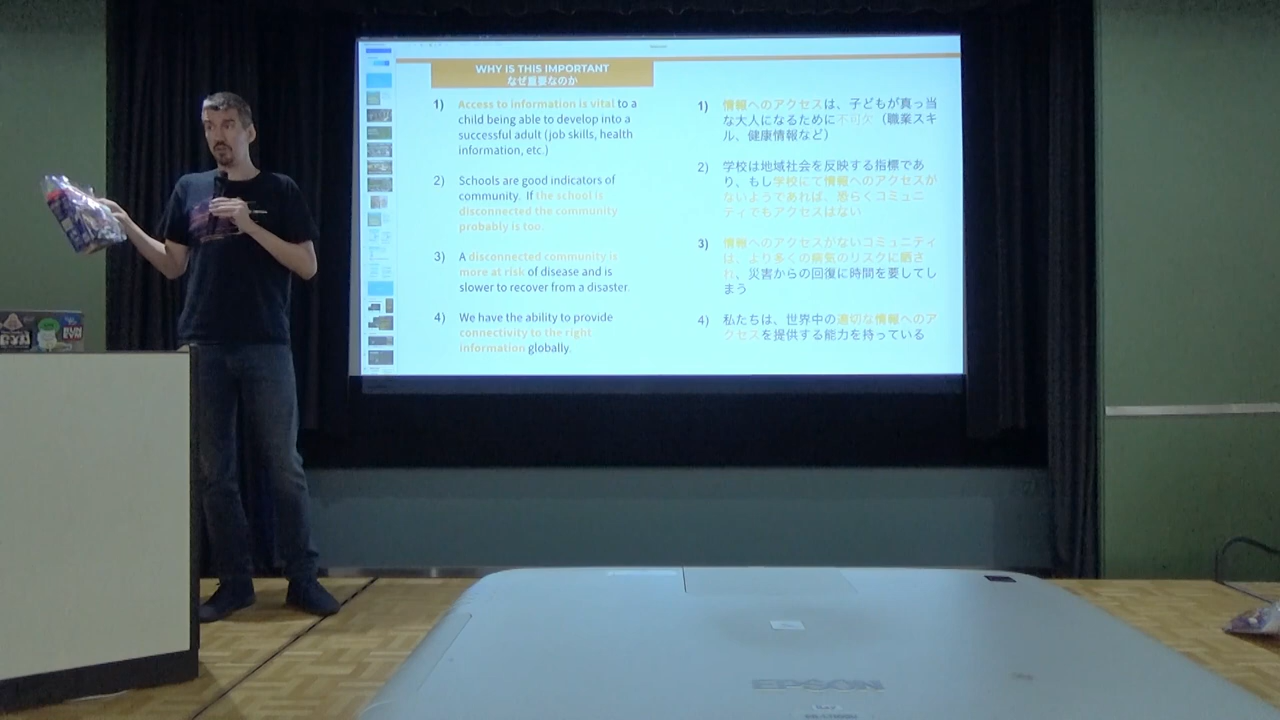 WHY IS THIS IMPORTANT
なぜ重要なのか
1) Access to information is vital to a
child being able to develop into a
successful adult (job skills, health
information, etc.)
2) Schools are good indicators of
community. If the school is
disconnected the community
probably is too.
3) A disconnected community is
more at risk of disease and is
slower to recover from a disaster.
4) We have the ability to provide
connectivity to the right
information globally.
1) 情報へのアクセスは、子どもが真っ当
な大人になるために不可欠（職業スキ
ル、健康情報など）
2) 学校は地域社会を反映する指標であ
り、もし学校にて情報へのアクセスが
ないようであれば、恐らくコミュニ
ティでもアクセスはない
3) 情報へのアクセスがないコミュニティ
は、より多くの病気のリスクに晒さ
れ、災害からの回復に時間を要してし
まう
4) 私たちは、世界中の適切な情報へのア
クセスを提供する能力を持っている
EPSON